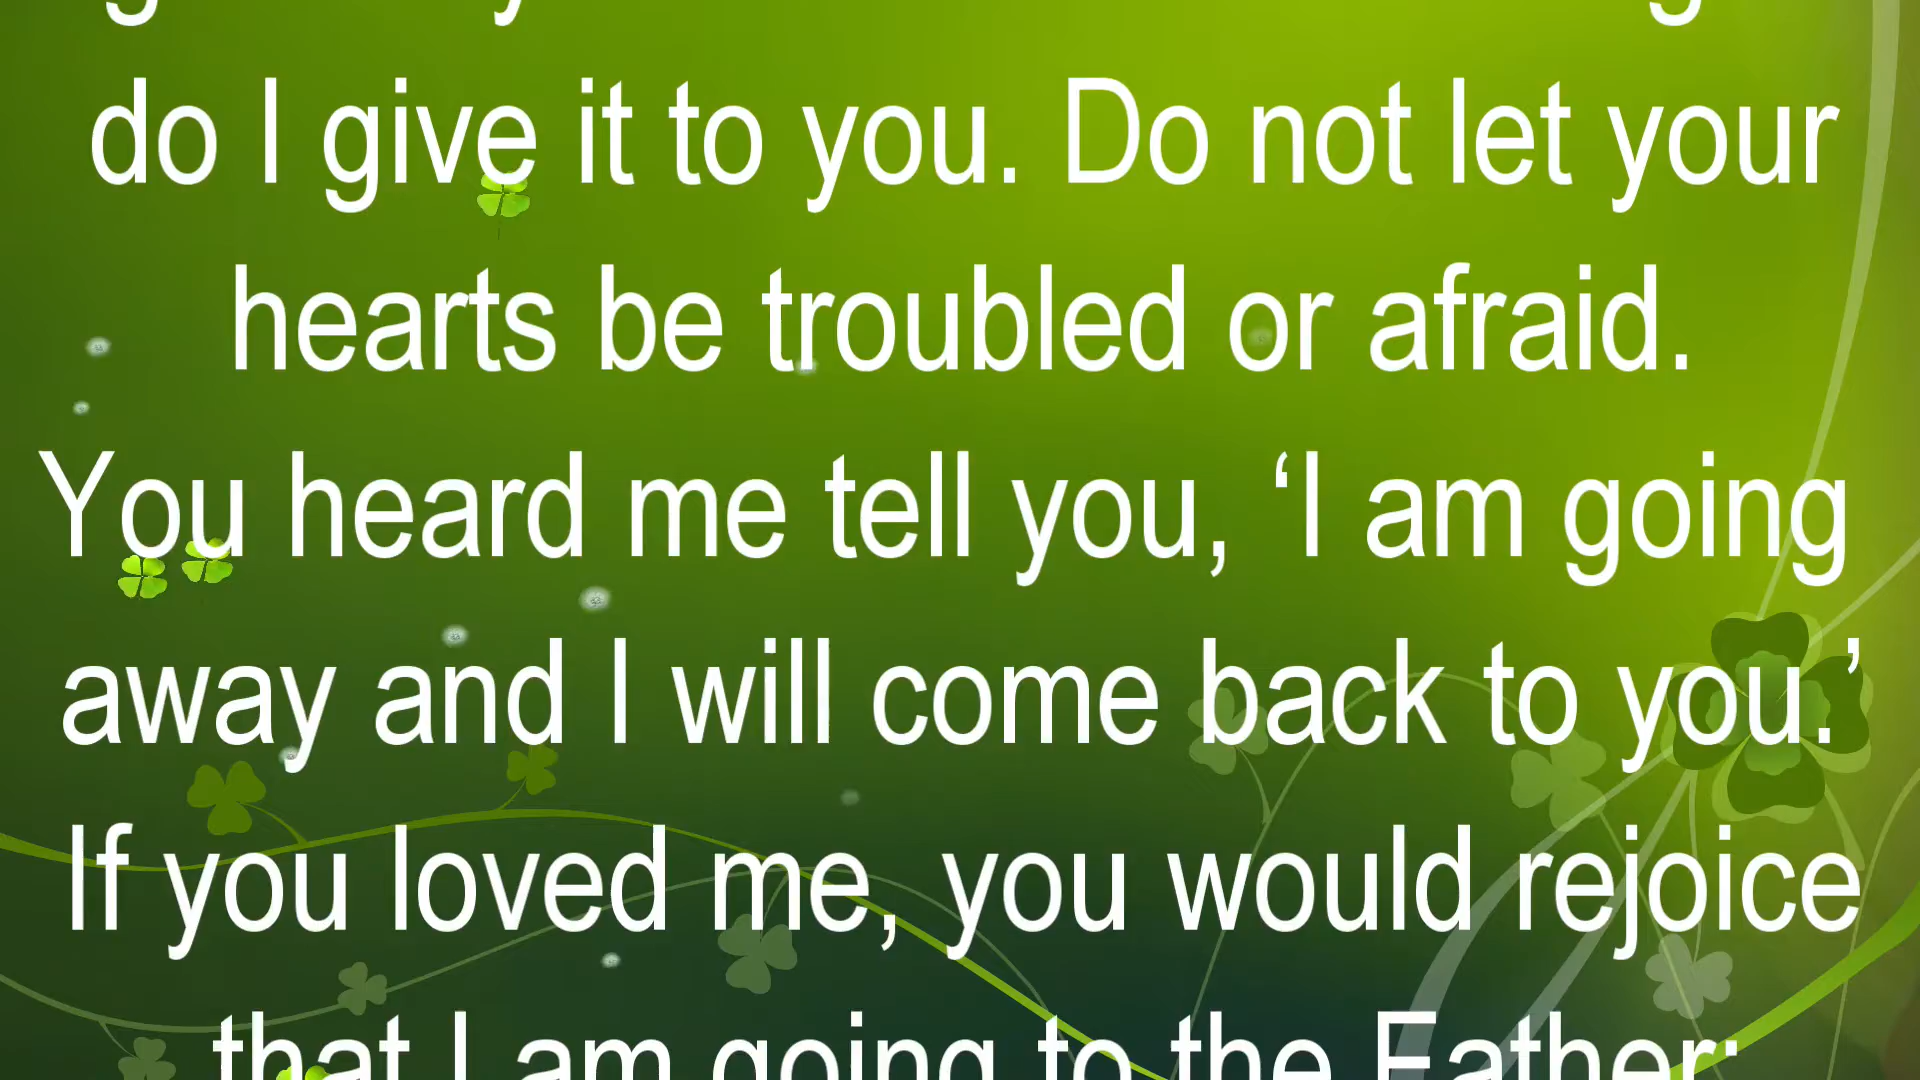 do I give it to you. Do not let your
hearts be troubled or afraid.
You heard me tell you, ‘I am going
away and I will come back to you.’
If you loved me, you would rejoice
that I am going to the Father;